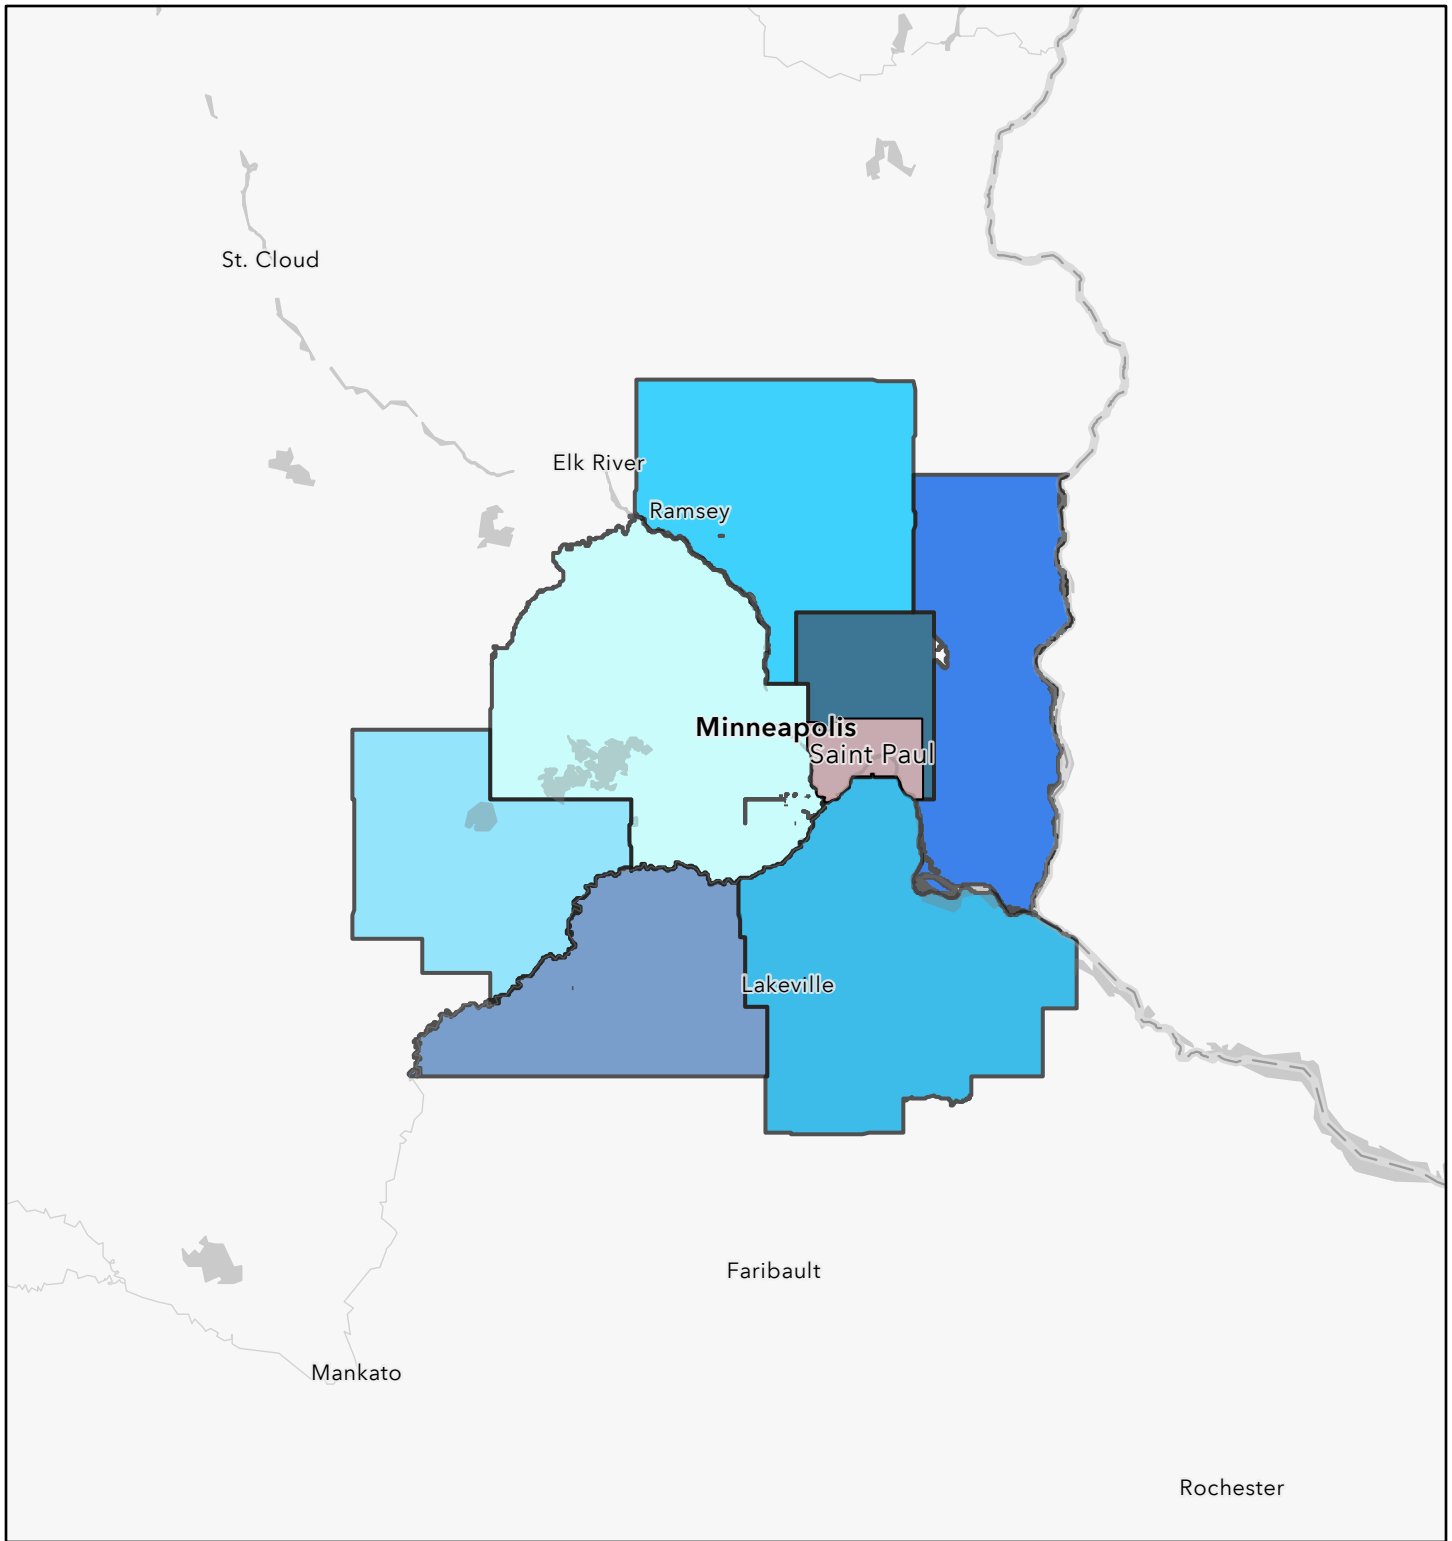 St. Cloud
Elk River
Ramsey
Minneapolis
Saint Paul
Lakeville
Faribault
Mankato
Rochester